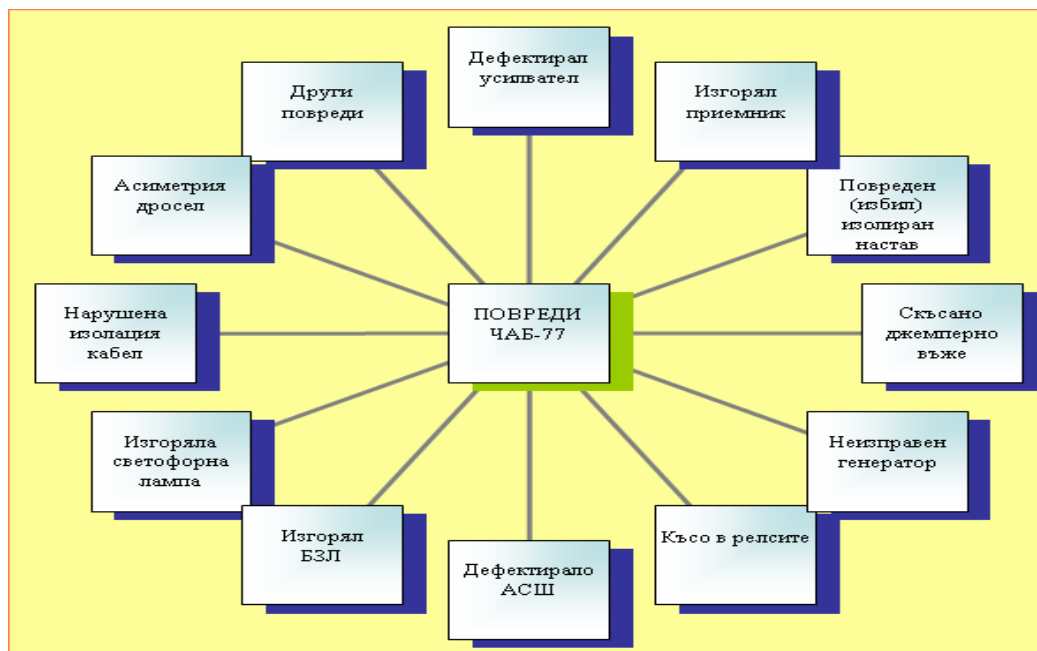 Дефектирал
усилвател
Изгорял
приемник
Повреден
(избил)
изолиран
настав
Скъсано
джемперно
въже
Неизправен
генератор
Късо в релсите
Дефектирало
АСШ
Изгорял
БЗЛ
Изгоряла
светофорна
лампа
Нарушена
изолация
кабел
Асиметрия
дросел
Други
повреди
ПОВРЕДИ
ЧАБ-77